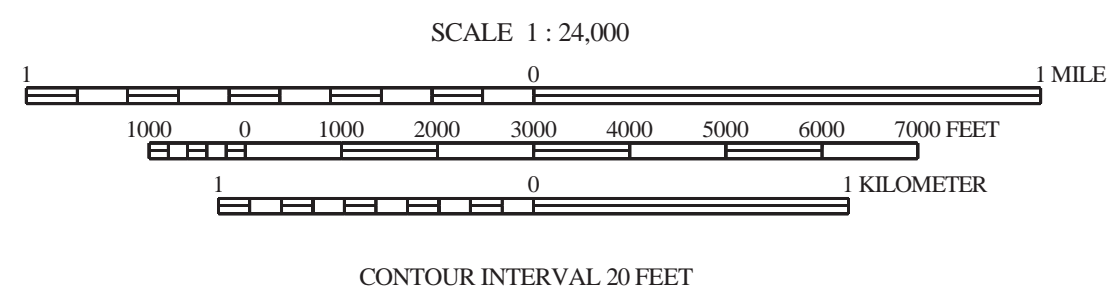 SCALE 1 : 24,000
1 0 1 MILE
1000 0 1000 2000 3000 4000 5000 6000 7000 FEET
1 0 1 KILOMETER
CONTOUR INTERVAL 20 FEET